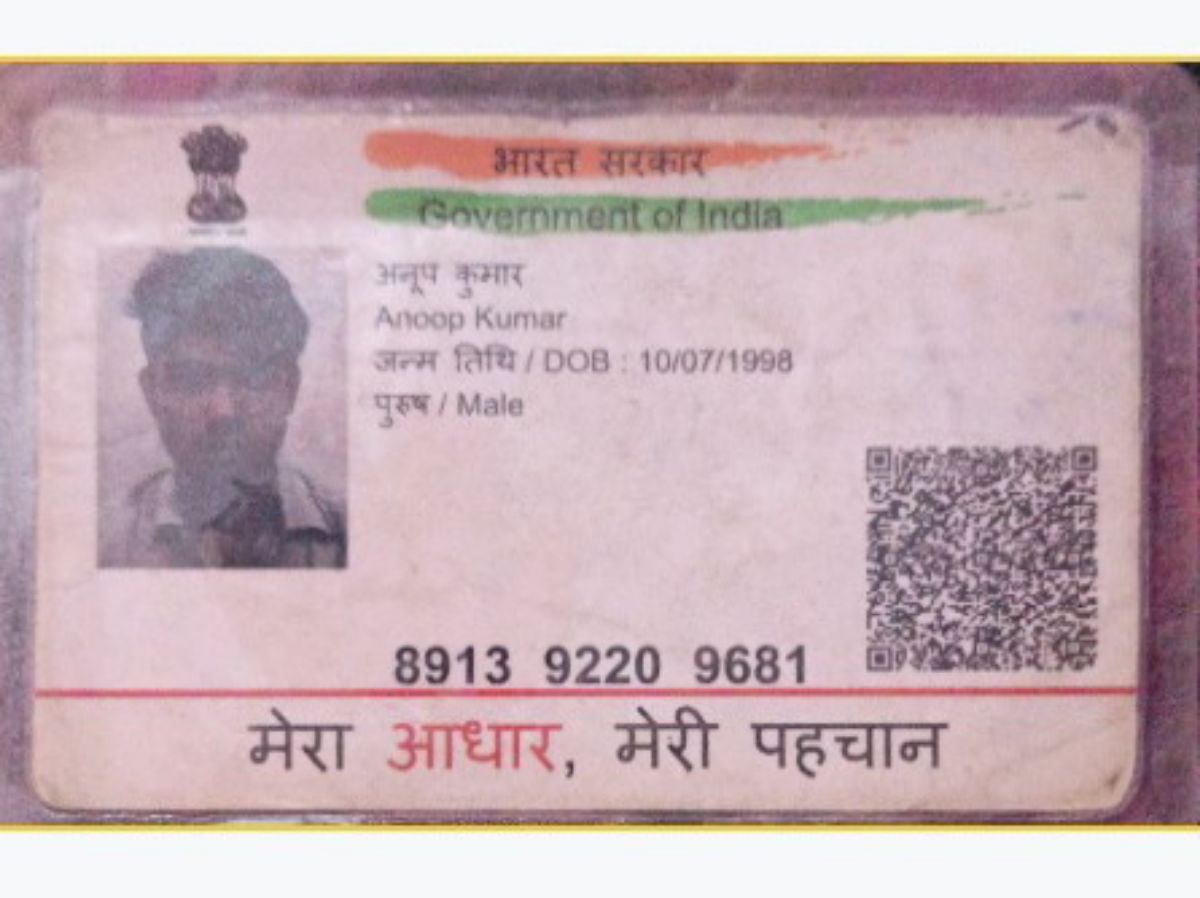 भारत सरकार
Government of India
अनूप कुमार
Anoop Kumar
जन्म तिथि / DOB : 10/07/1998
पुरुष / Male
8913 9220 9681
मेरा आधार, मेरी पहचान